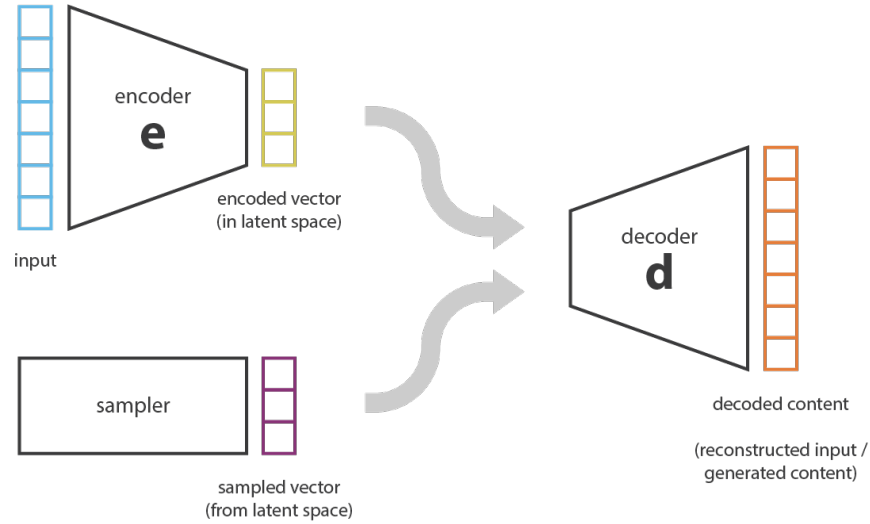 encoder
e
encoded vector
(in latent space)
input
decoder
d
sampler
sampled vector
(from latent space)
decoded content
(reconstructed input /
generated content)